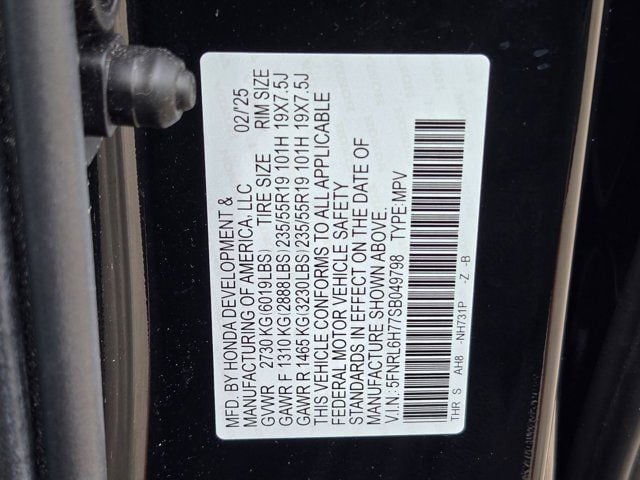 MFD. BY HONDA DEVELOPMENT &
MANUFACTURING OF AMERICA, LLC 02/'25
GVWR 2730 KG(6019LBS) TIRE SIZE RIM SIZE
GAWR F 1310 KG(2888LBS)235/55R19 101H 19X7.5J
GAWR R 1465 KG(3230LBS)235/55R19 101H 19X7.5J
THIS VEHICLE CONFORMS TO ALL APPLICABLE
FEDERAL MOTOR VEHICLE SAFETY
STANDARDS IN EFFECT ON THE DATE OF
MANUFACTURE SHOWN ABOVE.
V.I.N.:5FNRL6H77SB049798 TYPE:MPV
THR S AH8 -NH731P -Z -B